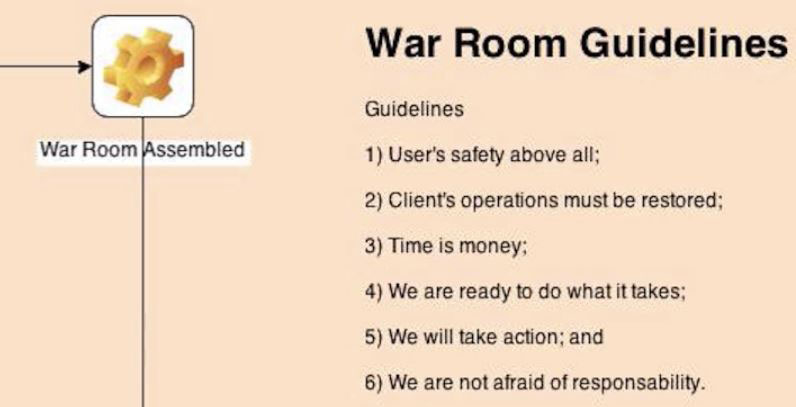 War Room Guidelines
Guidelines
War Room Assembled
1) User's safety above all;
2) Client's operations must be restored;
3) Time is money;
4) We are ready to do what it takes;
5) We will take action; and
6) We are not afraid of responsability.